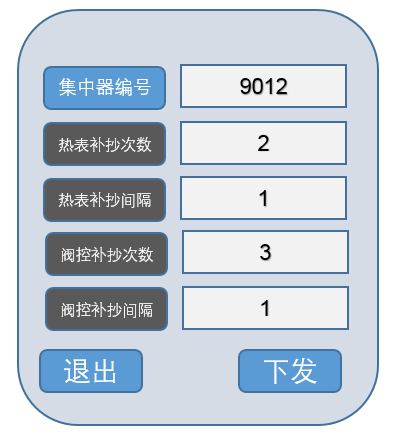 集中器编号 9012
热表补抄次数 2
热表补抄间隔 1
阀控补抄次数 3
阀控补抄间隔 1
退出 下发